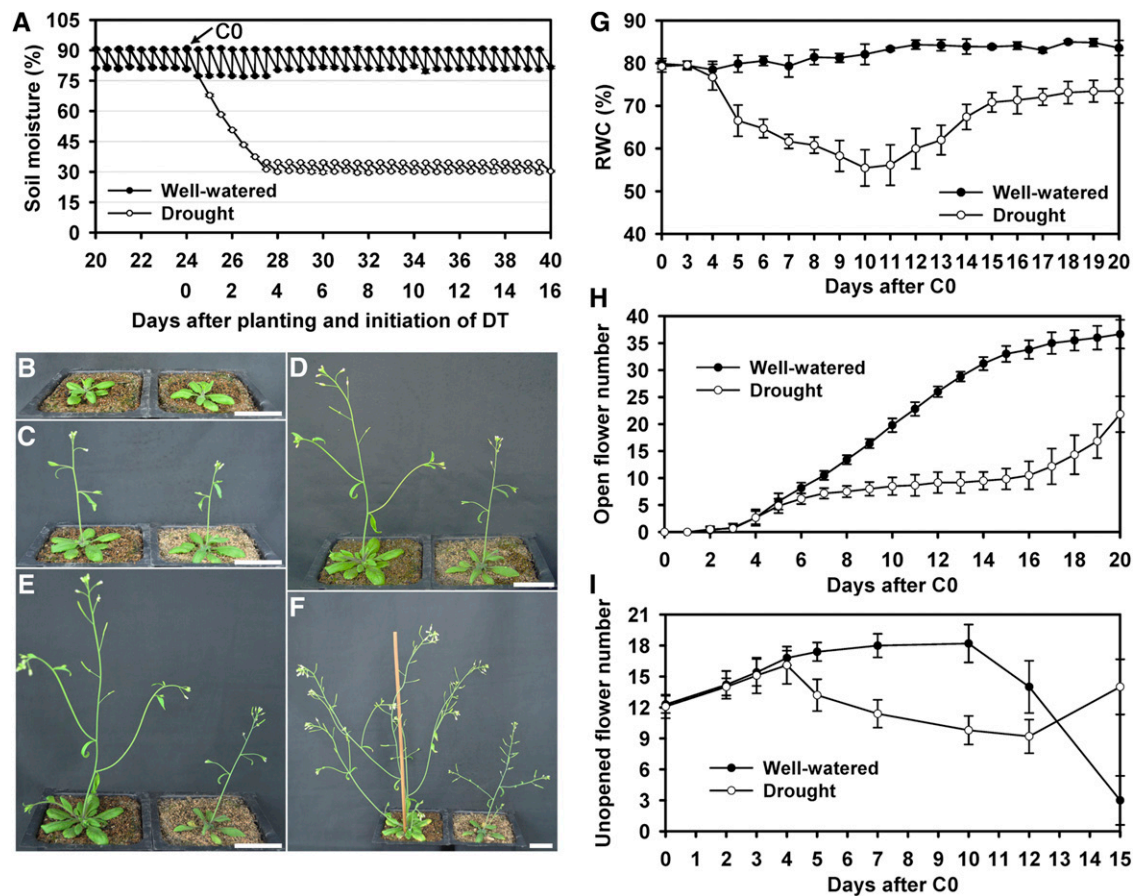 A
C0
Soil moisture (%)
105
90
75
60
45
30
15
0
Well-watered
Drought
20 22 24 26 28 30 32 34 36 38 40
0 2 4 6 8 10 12 14 16
Days after planting and initiation of DT
B
C
D
E
F
G
RWC (%)
90
80
70
60
50
40
Well-watered
Drought
0 3 4 5 6 7 8 9 10 11 12 13 14 15 16 17 18 19 20
Days after C0
H
Open flower number
40
35
30
25
20
15
10
5
0
Well-watered
Drought
0 2 4 6 8 10 12 14 16 18 20
Days after C0
I
Unopened flower number
21
18
15
12
9
6
3
0
Well-watered
Drought
0 1 2 3 4 5 6 7 8 9 10 11 12 13 14 15
Days after C0